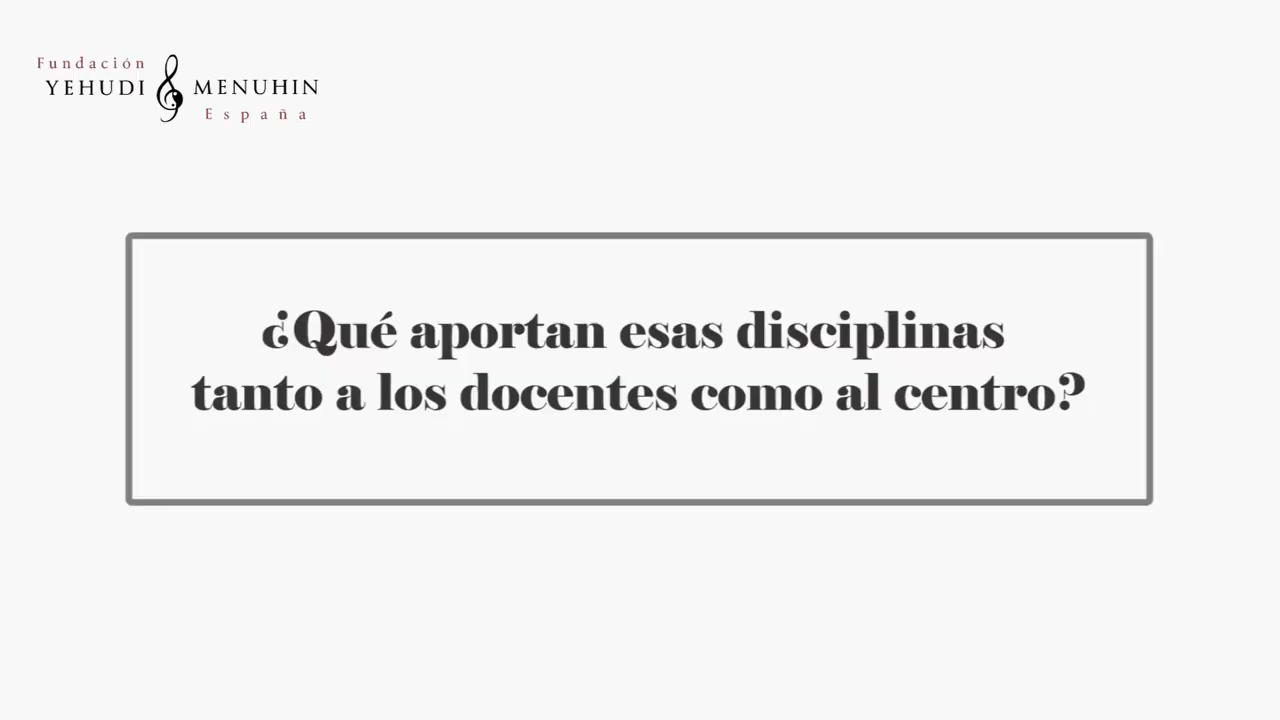 Fundación
YEHUDI MENUHIN
España
¿Qué aportan esas disciplinas
tanto a los docentes como al centro?